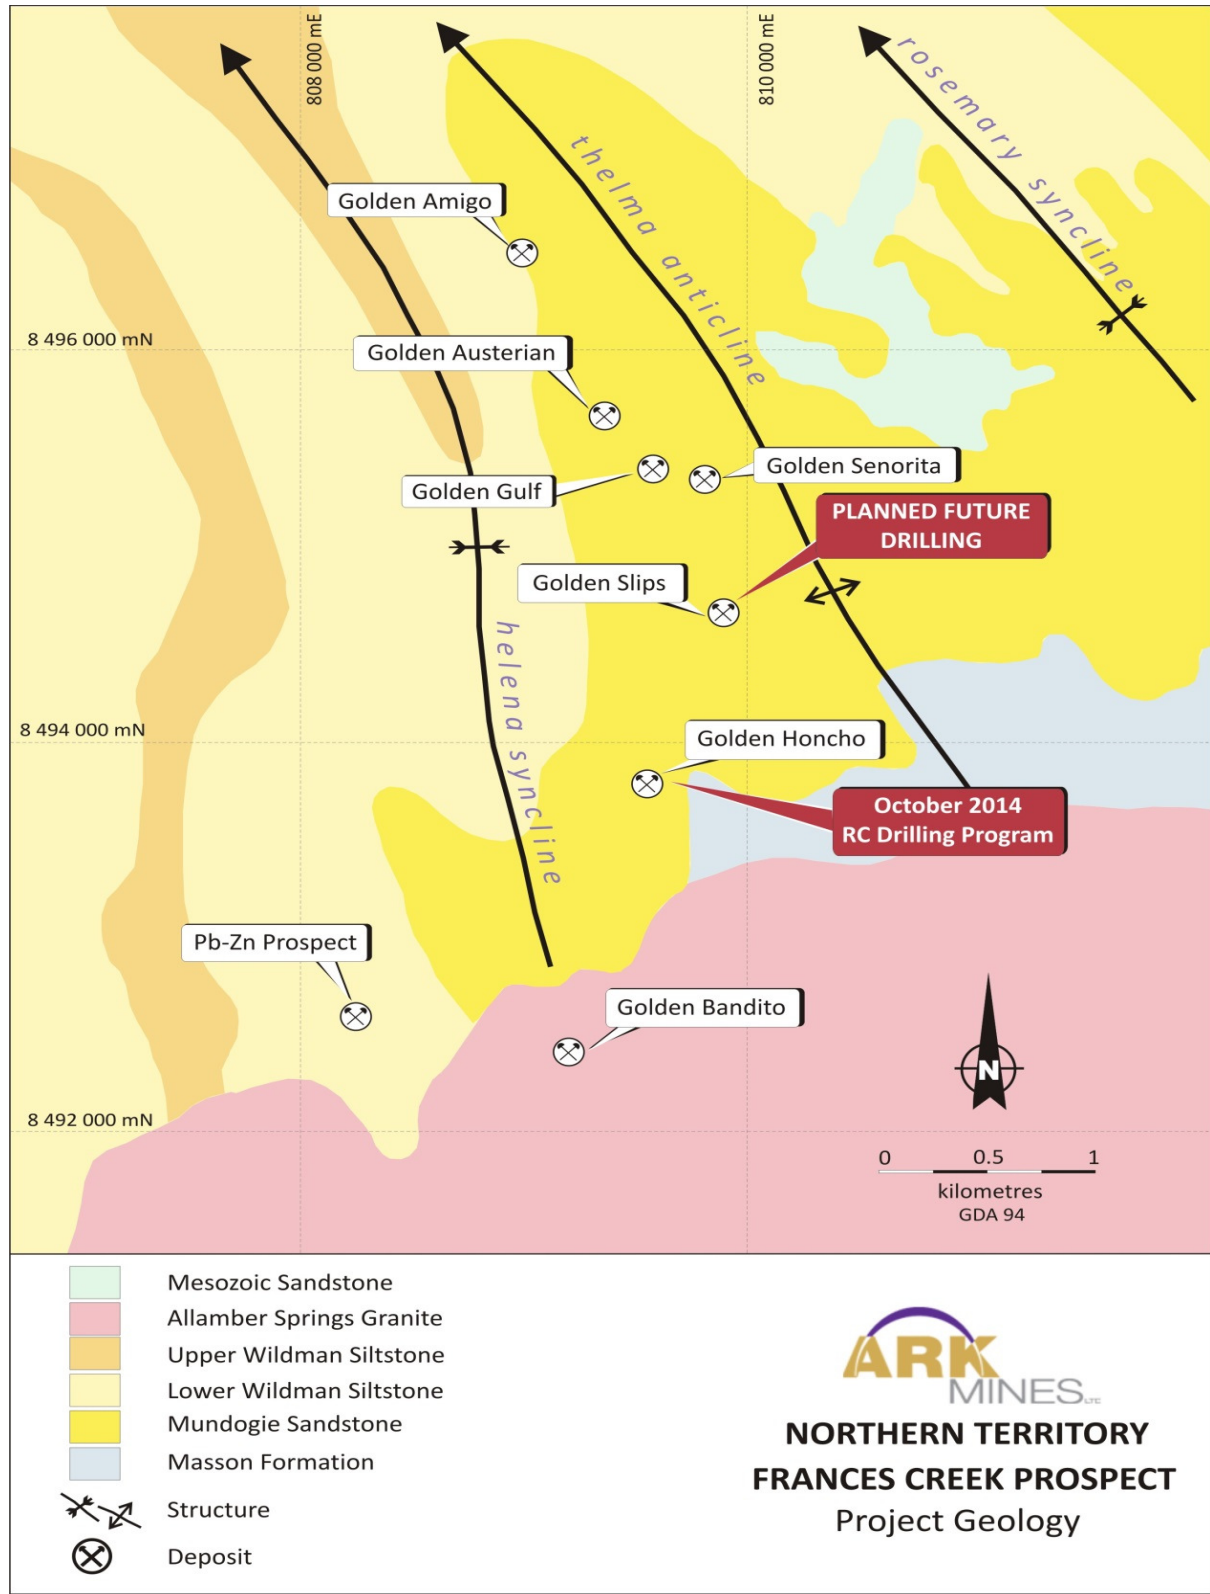 808 000 mE
810 000 mE
rosemary syncline
thelma anticline
Golden Amigo
8 496 000 mN
Golden Austerian
Golden Senorita
Golden Gulf
PLANNED FUTURE
DRILLING
Golden Slips
helena syncline
8 494 000 mN
Golden Honcho
October 2014
RC Drilling Program
Pb-Zn Prospect
Golden Bandito
N
8 492 000 mN
0 0.5 1
kilometres
GDA 94
Mesozoic Sandstone
Allamber Springs Granite
Upper Wildman Siltstone
Lower Wildman Siltstone
Mundogie Sandstone
Masson Formation
Structure
Deposit
ARK
MINES LTD
NORTHERN TERRITORY
FRANCES CREEK PROSPECT
Project Geology